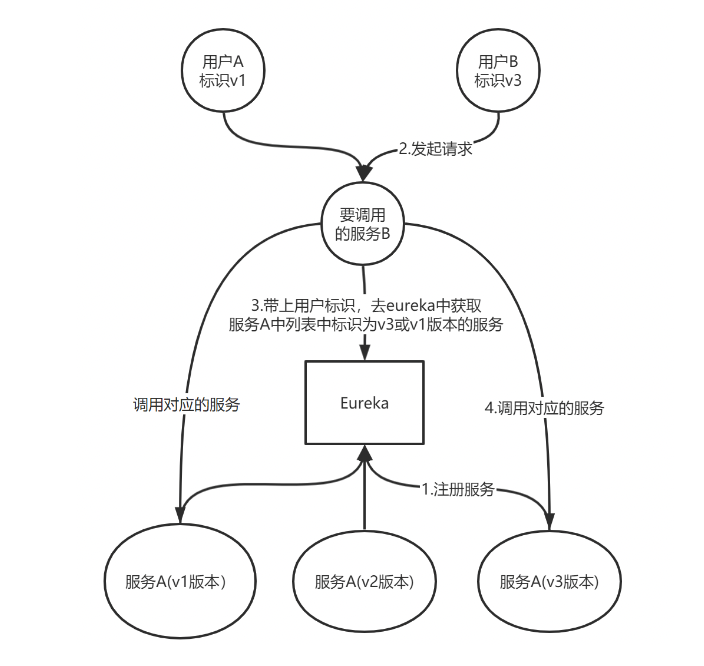 用户A
标识v1
用户B
标识v3
2.发起请求
要调用
的服务B
3.带上用户标识，去eureka中获取
服务A中列表中标识为v3或v1版本的服务
调用对应的服务
Eureka
4.调用对应的服务
1.注册服务
服务A(v1版本）
服务A(v2版本)
服务A(v3版本)